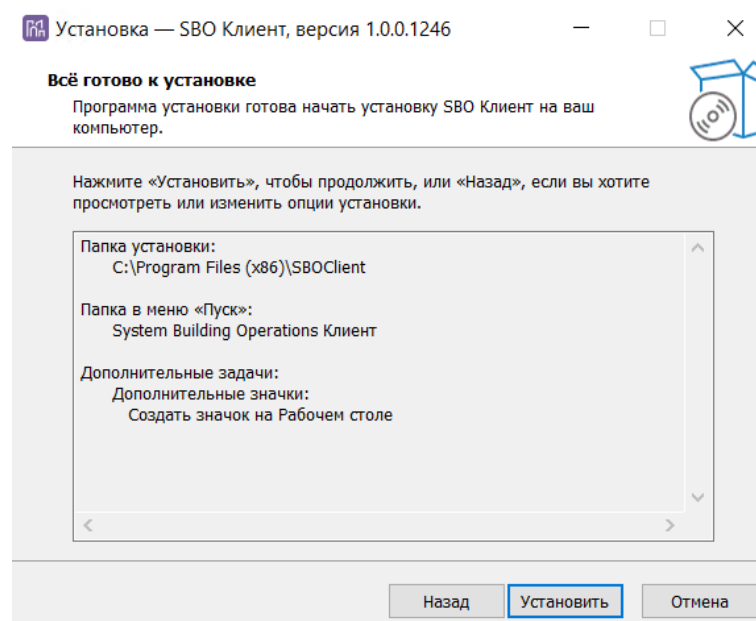 Установка — SBO Клиент, версия 1.0.0.1246
Всё готово к установке
Программа установки готова начать установку SBO Клиент на ваш
компьютер.
Нажмите «Установить», чтобы продолжить, или «Назад», если вы хотите
просмотреть или изменить опции установки.
Папка установки:
C:\Program Files (x86)\SBOClient
Папка в меню «Пуск»:
System Building Operations Клиент
Дополнительные задачи:
Дополнительные значки:
Создать значок на Рабочем столе
Назад
Установить
Отмена